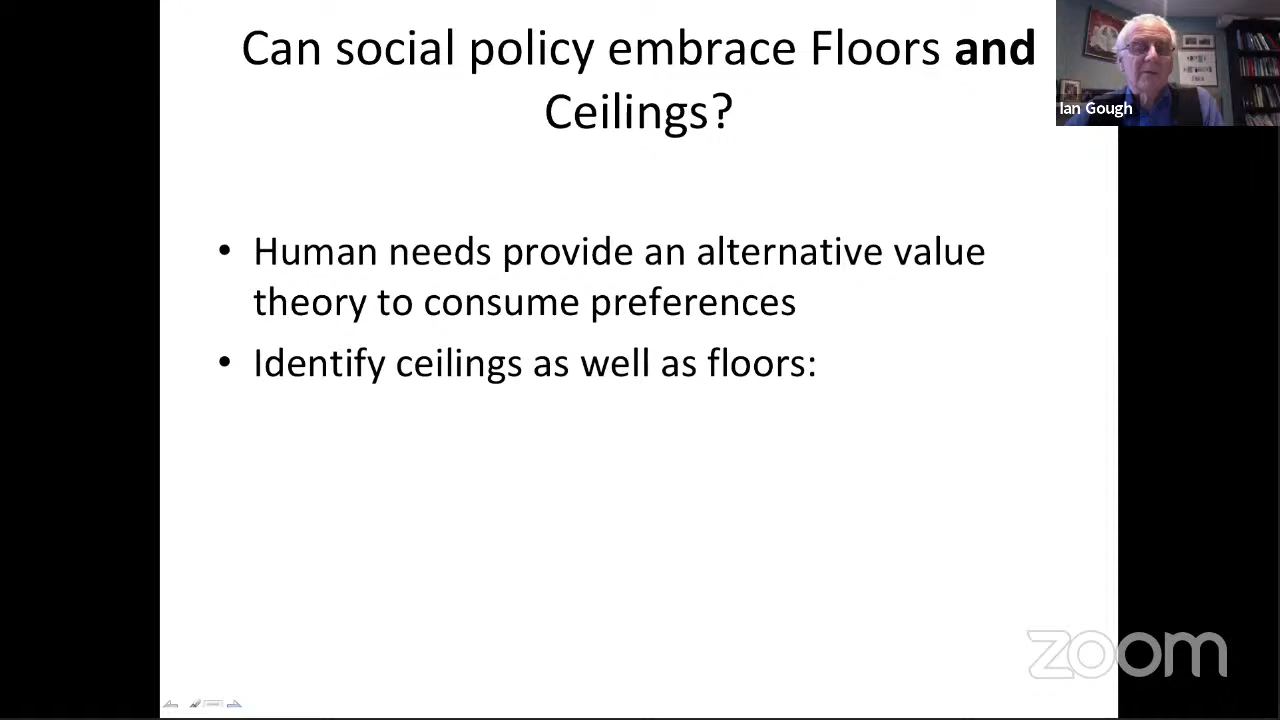 Can social policy embrace Floors and
Ceilings?
Ian Gough
• Human needs provide an alternative value
theory to consume preferences
• Identify ceilings as well as floors:
zoom